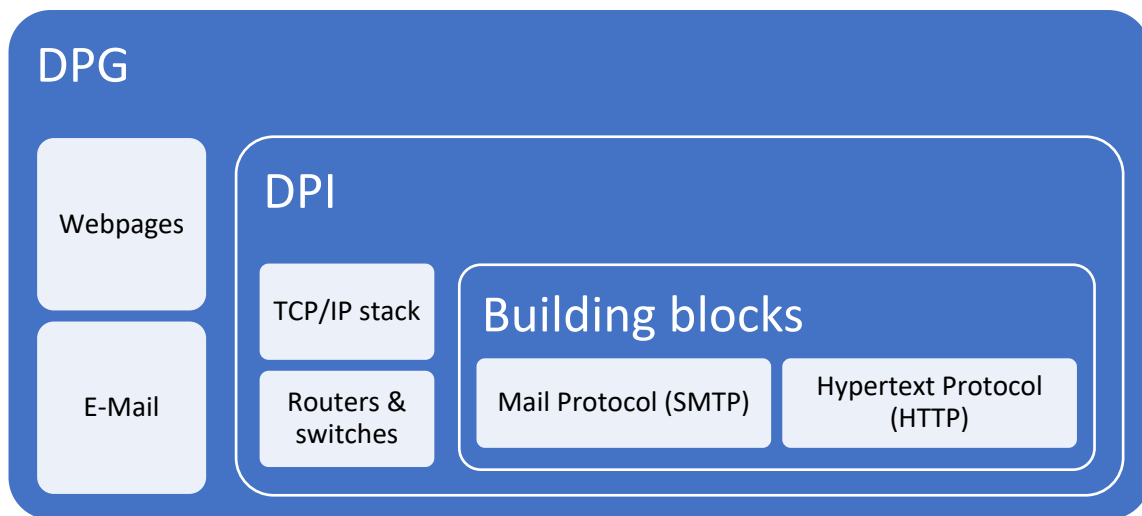 DPG
Webpages
E-Mail
DPI
TCP/IP stack
Routers &
switches
Building blocks
Mail Protocol (SMTP)
Hypertext Protocol
(HTTP)